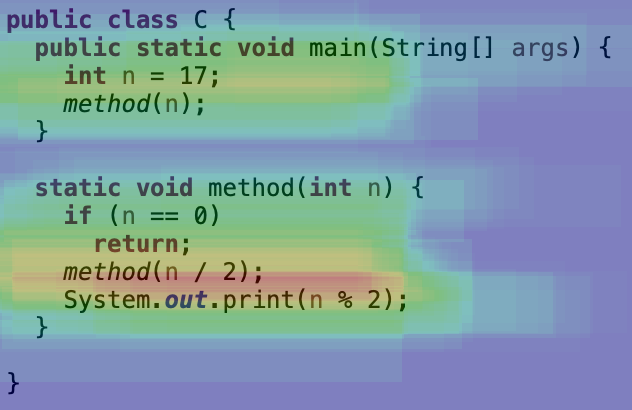 public class C {
public static void main(String[] args) {
int n = 17;
method(n);
}
static void method(int n) {
if (n == 0)
return;
method(n / 2);
System.out.print(n % 2);
}
}